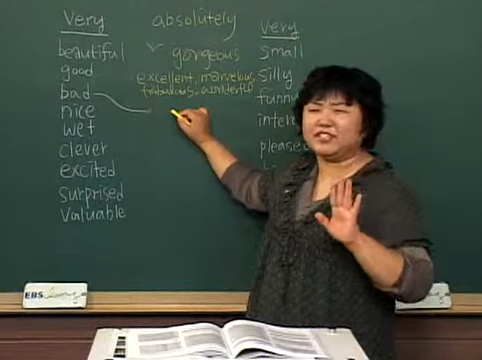 very
beautiful
good
bad
nice
wet
clever
excited
surprised
valuable
absolutely
gorgeous
excellent, marvelous,
frabulous, wonderful
very
small
silly
funny
EBS